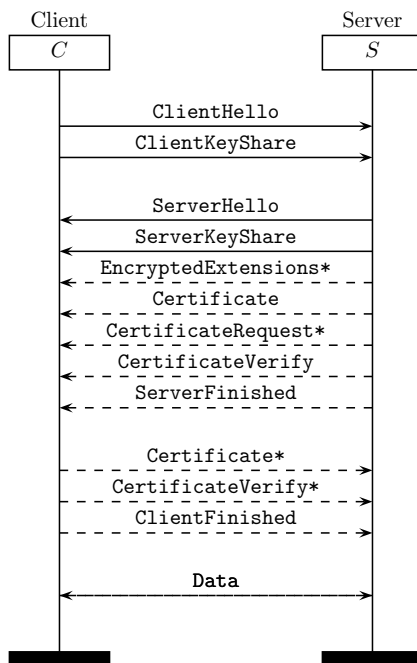 Client Server
C S
ClientHello
ClientKeyShare
ServerHello
ServerKeyShare
EncryptedExtensions*
Certificate
CertificateRequest*
CertificateVerify
ServerFinished
Certificate*
CertificateVerify*
ClientFinished
Data